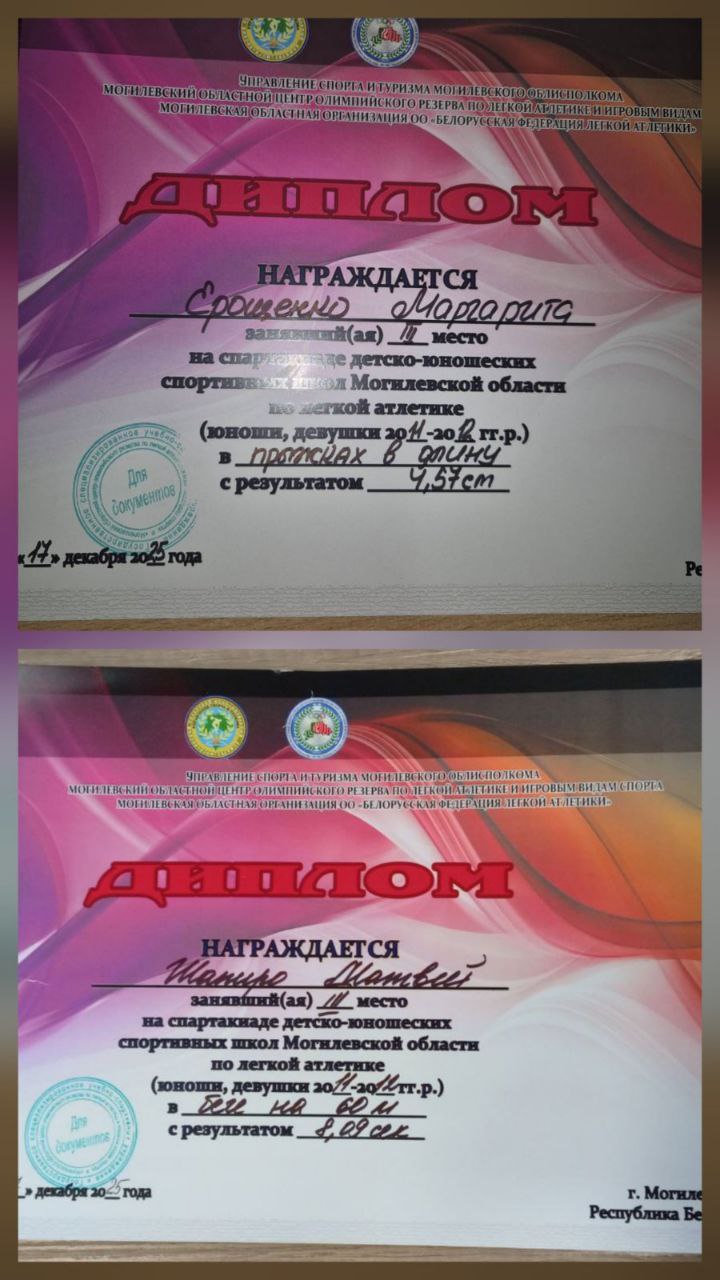 УПРАВЛЕНИЕ СПОРТА И ТУРИЗМА МОГИЛЕВСКОГО ОБЛИСПОЛКОМА
МОГИЛЕВСКИЙ ОБЛАСТНОЙ ЦЕНТР ОЛИМПИЙСКОГО РЕЗЕРВА ПО ЛЕГКОЙ АТЛЕТИКЕ И ИГРОВЫМ ВИДАМ
МОГИЛЕВСКАЯ ОБЛАСТНАЯ ОРГАНИЗАЦИЯ ОО «БЕЛОРУССКАЯ ФЕДЕРАЦИЯ ЛЕГКОЙ АТЛЕТИКИ»
ДИПЛОМ
НАГРАЖДАЕТСЯ
Ерощенко Маргарита
занявший(ая) III место
на спартакиаде детско-юношеских
спортивных школ Могилевской области
по легкой атлетике
(юноши, девушки 2011-2012 гг.р.)
в прыжках в длину
с результатом 4,57см
Для
документов
«17» декабря 2025 года
Ре
УПРАВЛЕНИЕ СПОРТА И ТУРИЗМА МОГИЛЕВСКОГО ОБЛИСПОЛКОМА
МОГИЛЕВСКИЙ ОБЛАСТНОЙ ЦЕНТР ОЛИМПИЙСКОГО РЕЗЕРВА ПО ЛЕГКОЙ АТЛЕТИКЕ И ИГРОВЫМ ВИДАМ СПОРТА
МОГИЛЕВСКАЯ ОБЛАСТНАЯ ОРГАНИЗАЦИЯ ОО «БЕЛОРУССКАЯ ФЕДЕРАЦИЯ ЛЕГКОЙ АТЛЕТИКИ»
ДИПЛОМ
НАГРАЖДАЕТСЯ
Шапиро Матвей
занявший(ая) III место
на спартакиаде детско-юношеских
спортивных школ Могилевской области
по легкой атлетике
(юноши, девушки 2011-2012 гг.р.)
в беге на 60 м
с результатом 8,09 сек
Для
документов
» декабря 2025 года
г. Могиле
Республика Бе